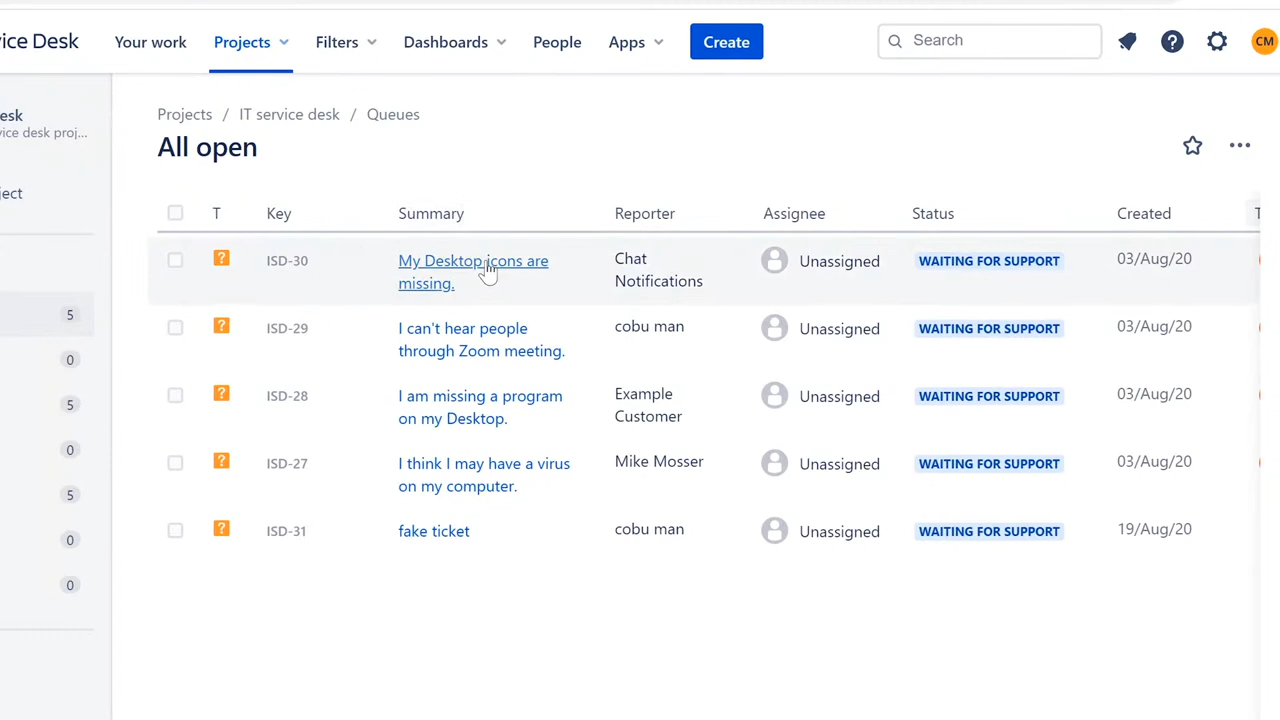 vice Desk Your work Projects Filters Dashboards People Apps Create Search CM
esk
vice desk proj...
ject
5
0
5
0
5
0
0
Projects / IT service desk / Queues
All open
T Key Summary Reporter Assignee Status Created T
? ISD-30 My Desktop icons are Chat Unassigned WAITING FOR SUPPORT 03/Aug/20
missing. Notifications
? ISD-29 I can't hear people cobu man Unassigned WAITING FOR SUPPORT 03/Aug/20
through Zoom meeting.
? ISD-28 I am missing a program Example Unassigned WAITING FOR SUPPORT 03/Aug/20
on my Desktop. Customer
? ISD-27 I think I may have a virus Mike Mosser Unassigned WAITING FOR SUPPORT 03/Aug/20
on my computer.
? ISD-31 fake ticket cobu man Unassigned WAITING FOR SUPPORT 19/Aug/20